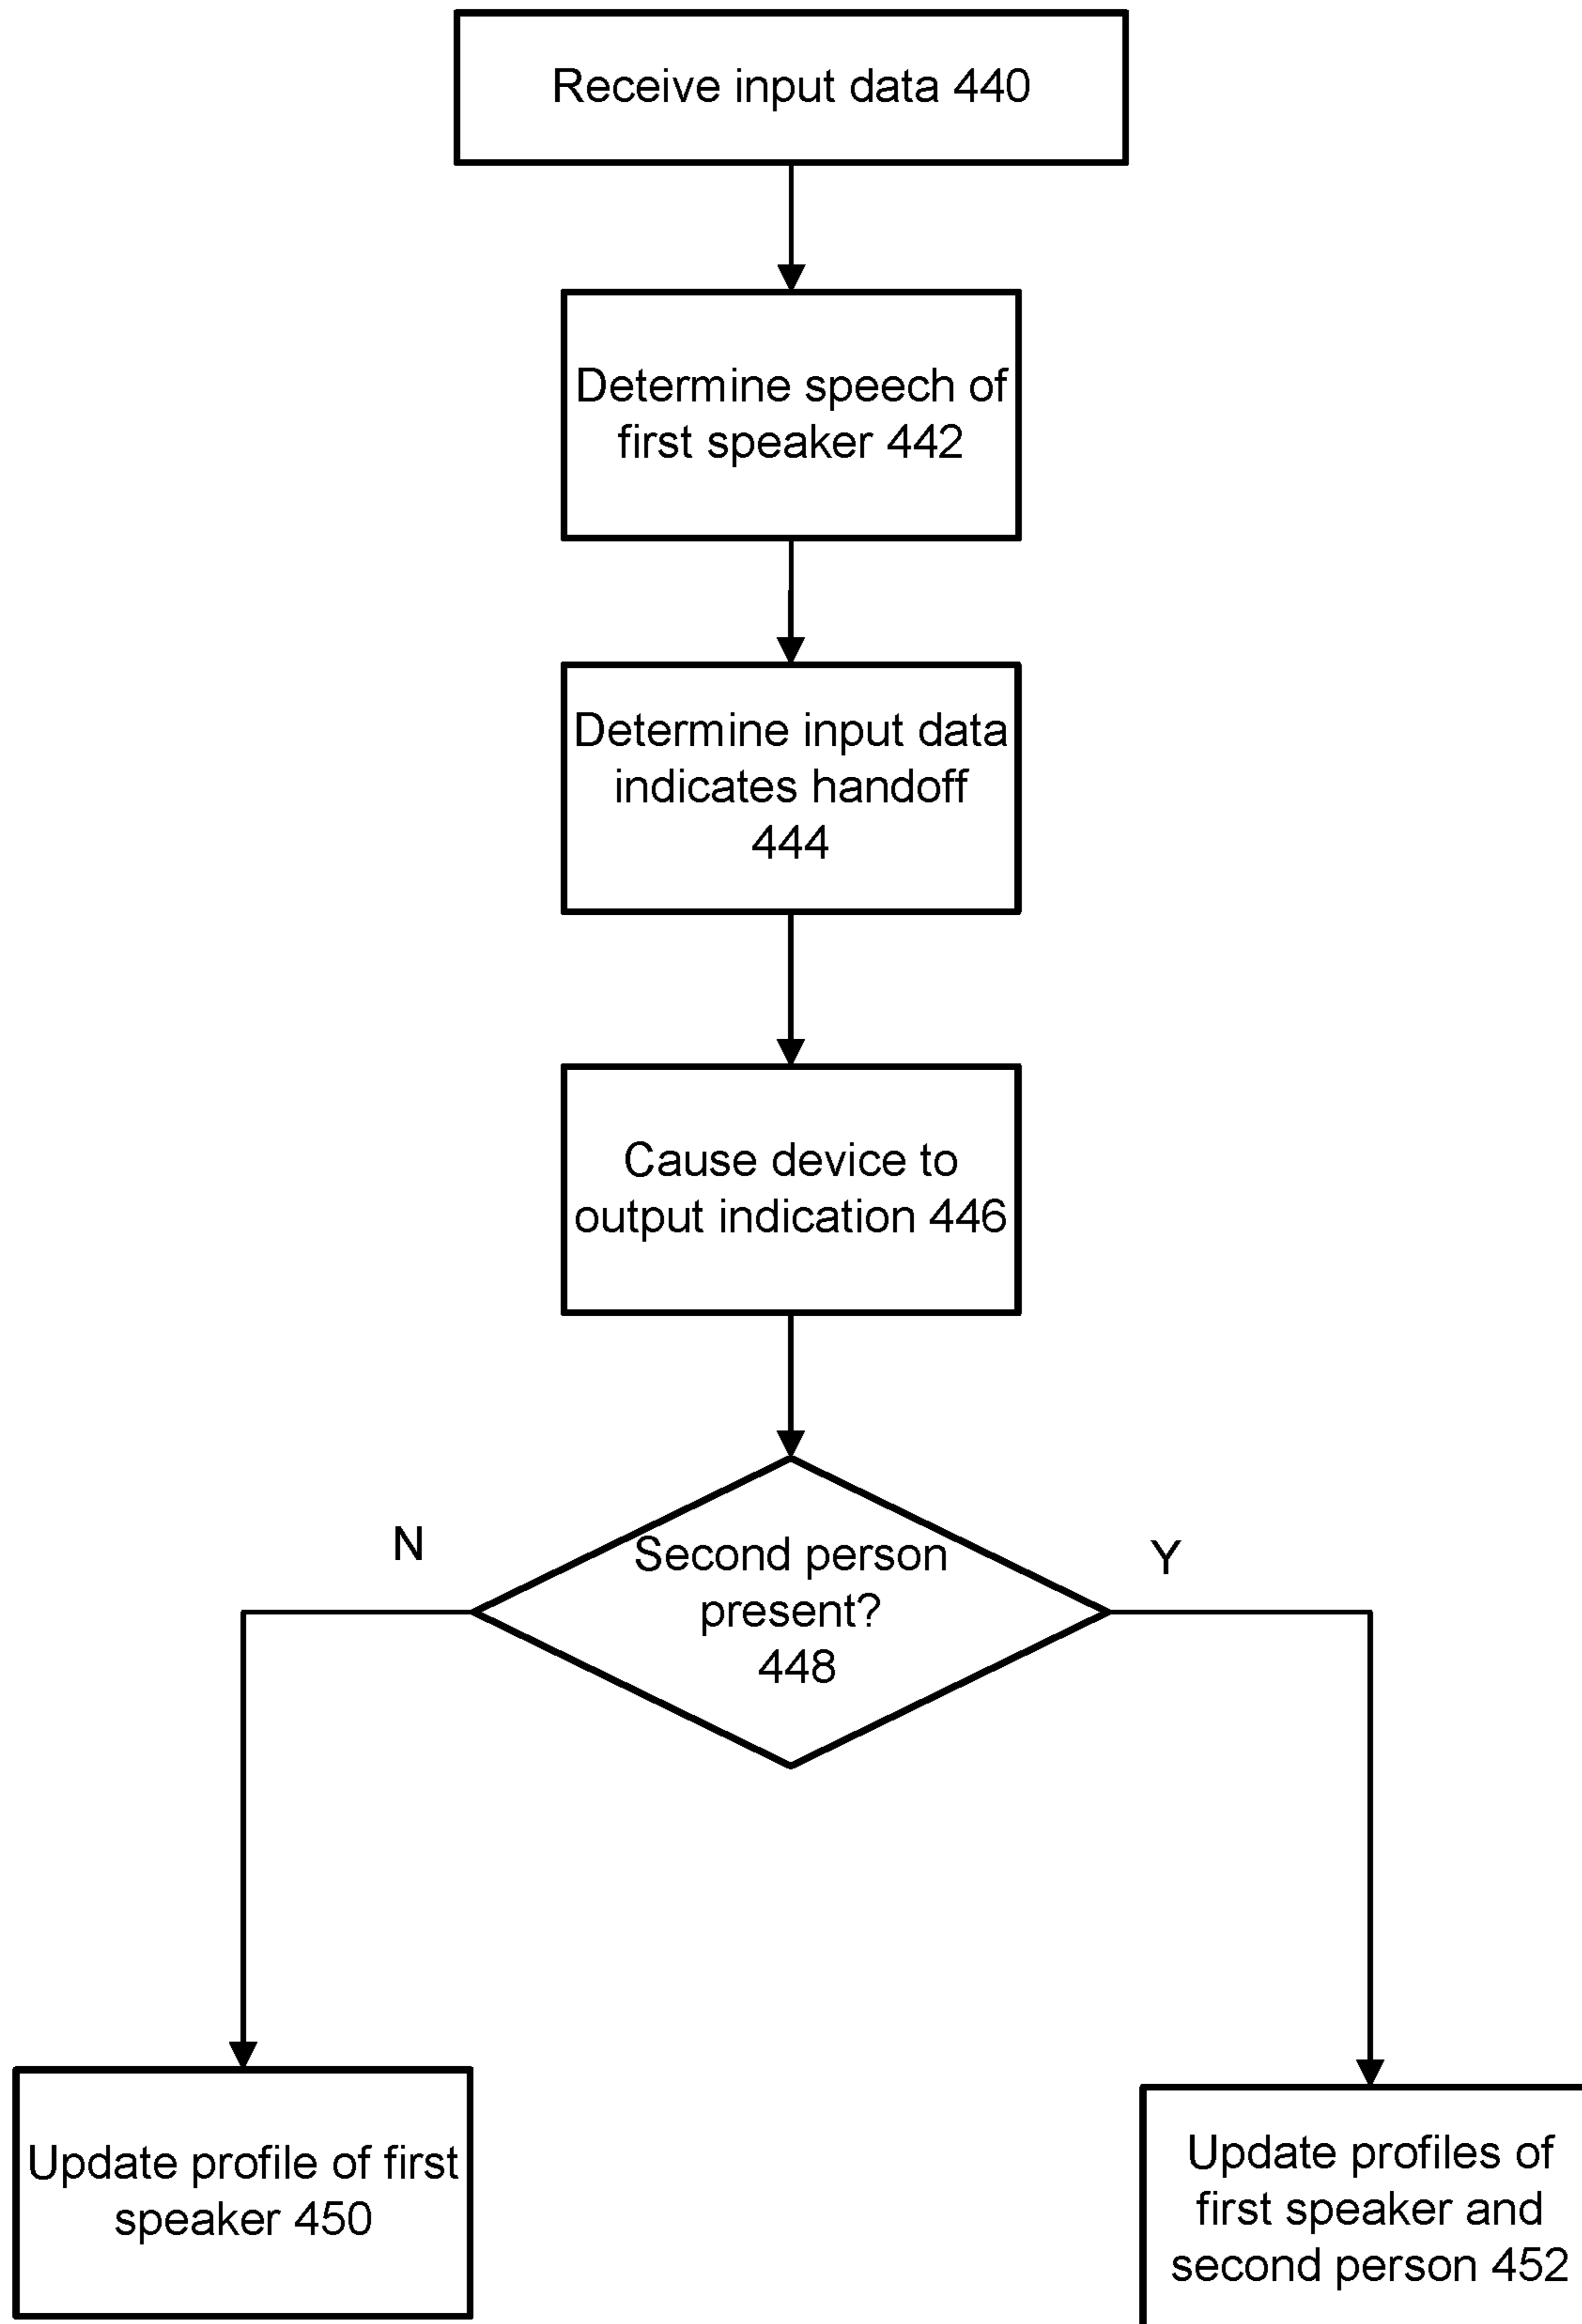 Receive input data 440
Determine speech of
first speaker 442
Determine input data
indicates handoff
444
Cause device to
output indication 446
N
Second person
present?
448
Y
Update profile of first
speaker 450
Update profiles of
first speaker and
second person 452